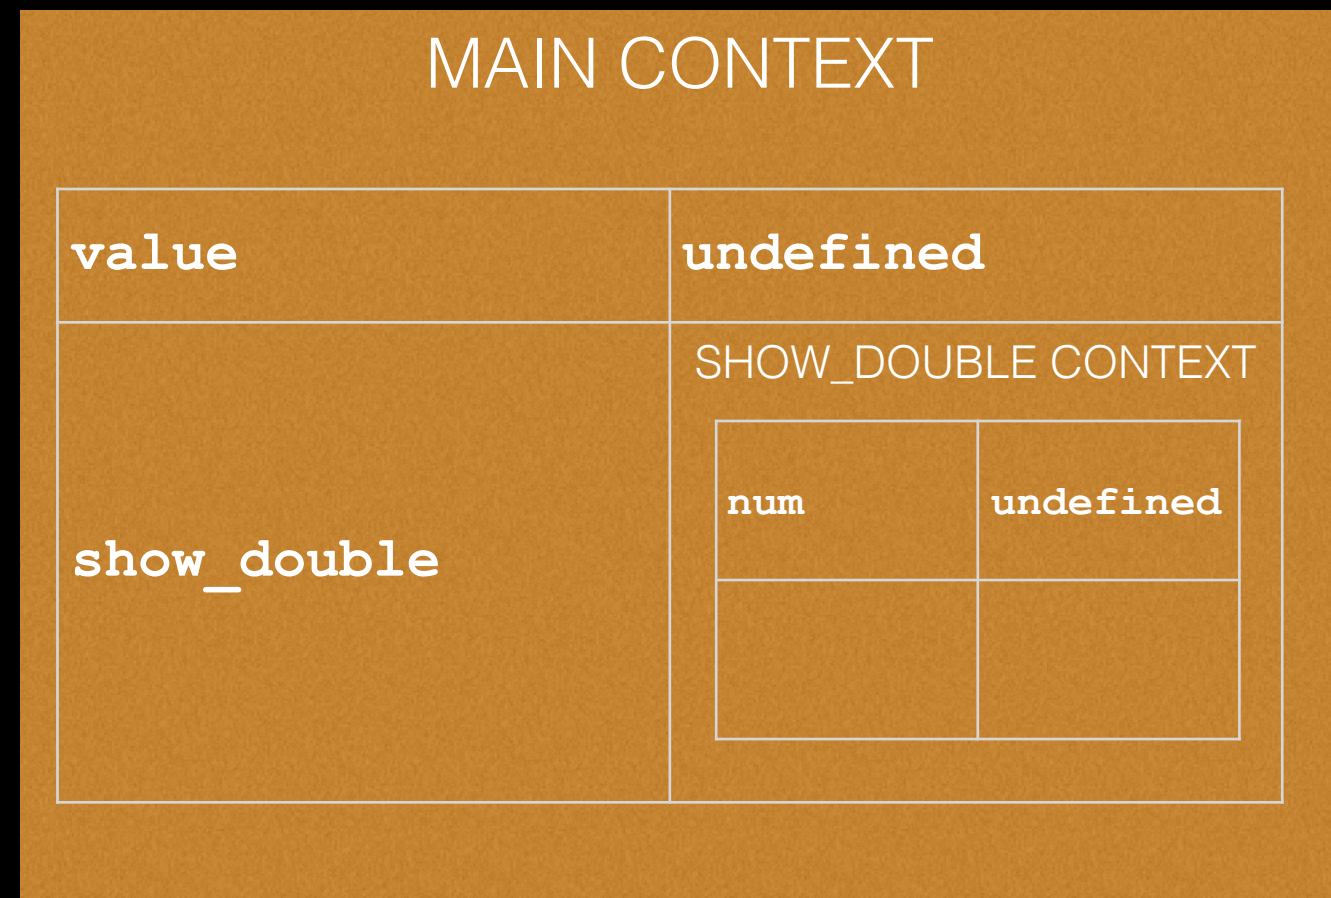 MAIN CONTEXT
value undefined
SHOW_DOUBLE CONTEXT
num undefined
show_double